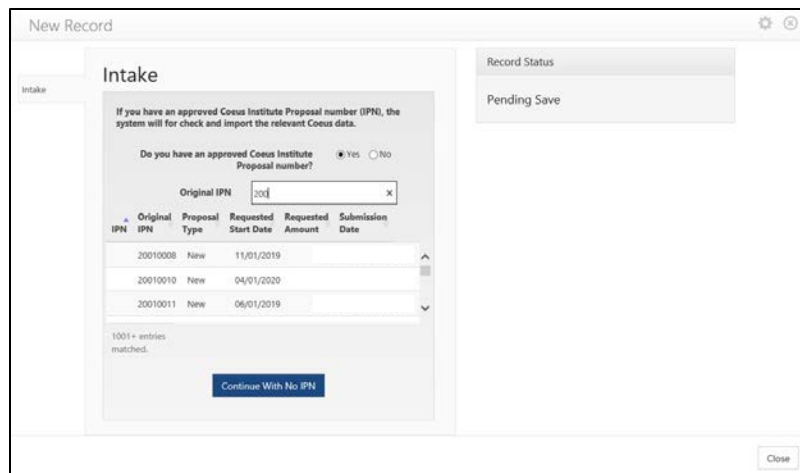 New Record
Intake
Intake
If you have an approved Coeus Institute Proposal number (IPN), the
system will for check and import the relevant Coeus data.
Do you have an approved Coeus Institute
Proposal number?
Yes
No
Original IPN
200
x
IPN Original IPN Proposal Type Requested Start Date Requested Amount Submission Date
20010008 New 11/01/2019
20010010 New 04/01/2020
20010011 New 06/01/2019
1001+ entries
matched.
Continue With No IPN
Record Status
Pending Save
Close